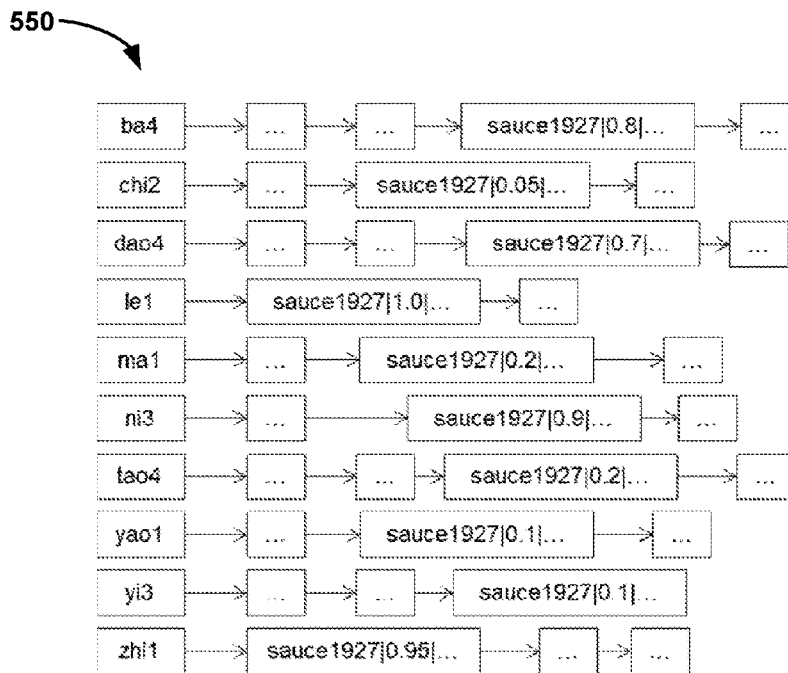 550
ba4 ... ... sauce1927|0.8|... ...
chi2 ... sauce1927|0.05|... ...
dao4 ... ... sauce1927|0.7|... ...
le1 sauce1927|1.0|... ...
ma1 ... sauce1927|0.2|... ...
ni3 ... sauce1927|0.9|... ...
tao4 ... ... sauce1927|0.2|... ...
yao1 ... sauce1927|0.1|... ...
yi3 ... ... sauce1927|0.1|...
zhi1 sauce1927|0.95|... ... ...